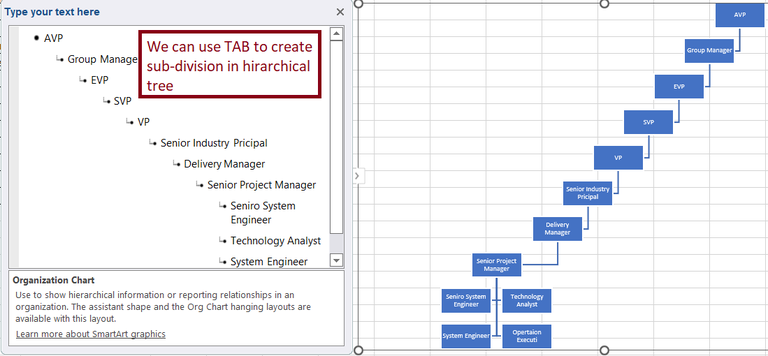 Type your text here
AVP
Group Manage
EVP
SVP
VP
Senior Industry Pricipal
Delivery Manager
Senior Project Manager
Seniro System
Engineer
Technology Analyst
System Engineer
We can use TAB to create
sub-division in hirarchical
tree
Organization Chart
Use to show hierarchical information or reporting relationships in an
organization. The assistant shape and the Org Chart hanging layouts are
available with this layout.
Learn more about SmartArt graphics
AVP
Group Manager
EVP
SVP
VP
Senior Industry
Pricipal
Delivery
Manager
Senior Project
Manager
Seniro System
Engineer
Technology
Analyst
System Engineer
Opertaion
Executi